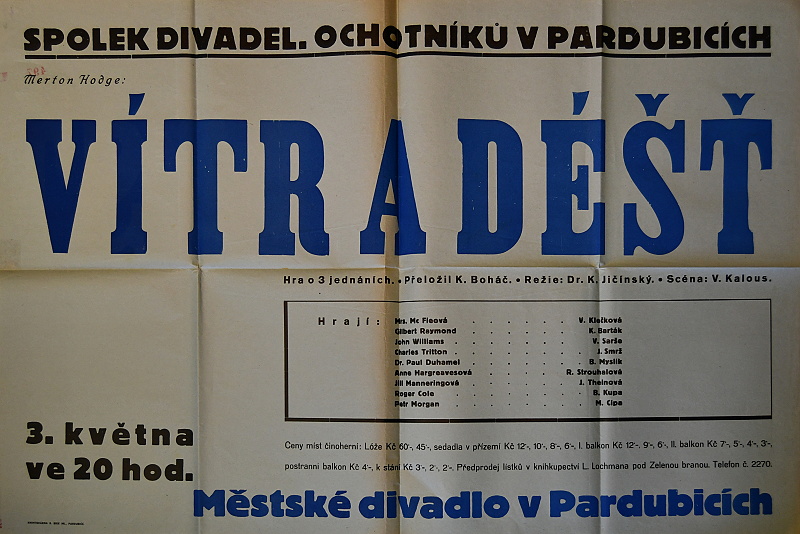 SPOLEK DIVADEL. OCHOTNÍKŮ V PARDUBICÍCH
Merton Hodge:
VÍTR A DÉŠŤ
Hra o 3 jednáních. • Přeložil K. Boháč. • Režie: Dr. K. Jičínský. • Scéna: V. Kalous.
Hrají:
Mrs. Mc Fieová . . . . . . V. Klečková
Gilbert Raymond . . . . . . K. Barták
John Williams . . . . . . V. Sarše
Charles Tritton . . . . . . J. Smrž
Dr. Paul Duhamel . . . . . . B. Myslík
Anne Hargreavesová . . . . . . R. Strouhalová
Jill Manneringová . . . . . . J. Theinová
Roger Cole . . . . . . B. Kupa
Petr Morgan . . . . . . M. Cipa
3. května
ve 20 hod.
Ceny míst činoherní: Lóže Kč 60'-, 45'-, sedadla v přízemí Kč 12'-, 10'-, 8'-, 6'-, I. balkon Kč 12'-, 9'-, 6'-, II. balkon Kč 7'-, 5'-, 4'-, 3'-,
postranní balkon Kč 4'-, k stání Kč 3'-, 2'-, 2'-. Předprodej lístků v knihkupectví L. Lochmana pod Zelenou branou. Telefon č. 2270.
Městské divadlo v Pardubicích